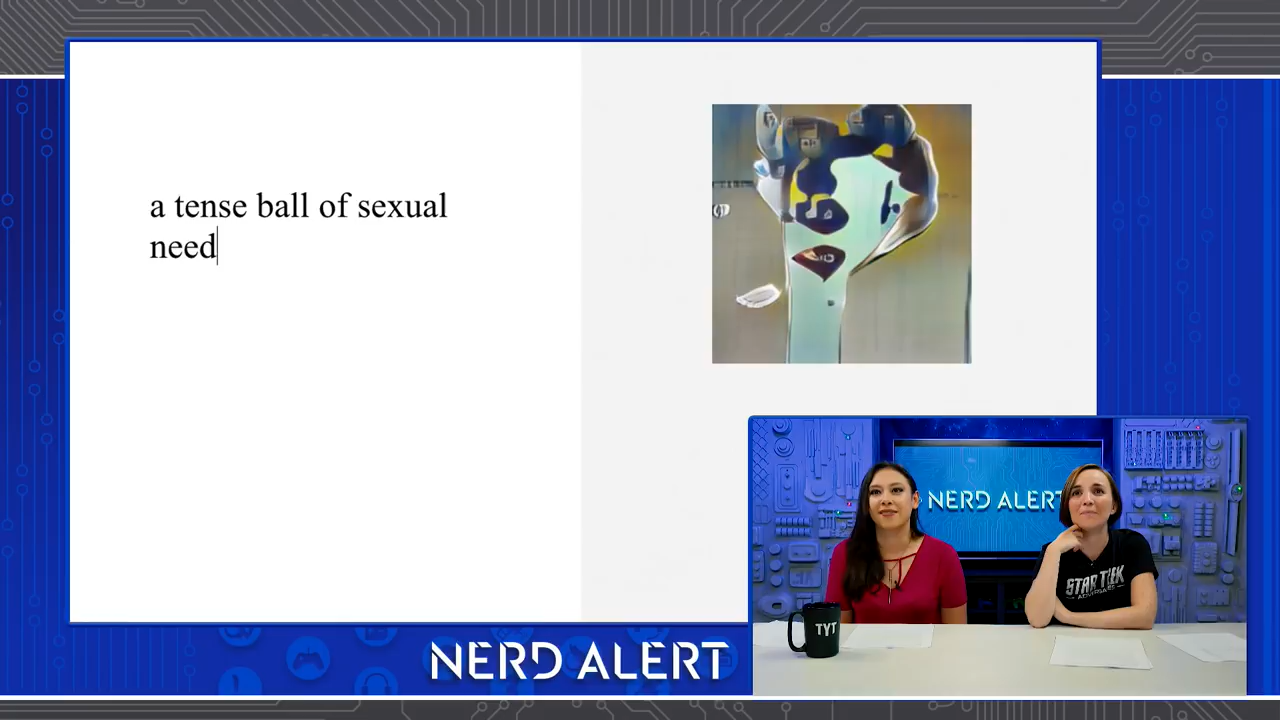 a tense ball of sexual
need
NERD ALERT
STAR TREK
TYT
NERD ALERT